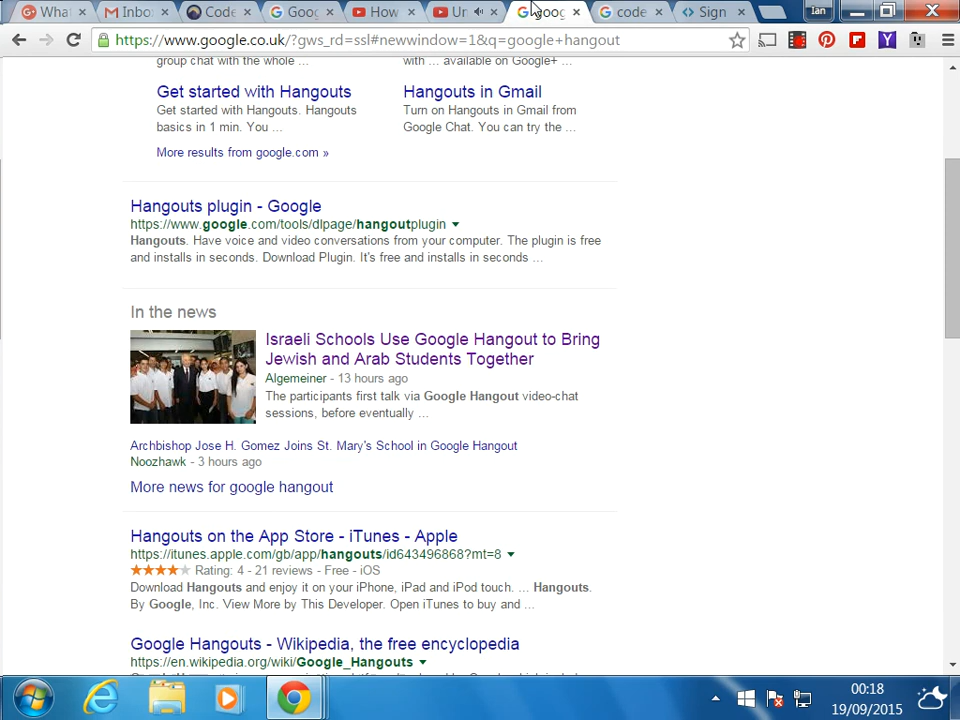 What
Inbo
Code
Goog
How
Ur
goog
code
Sign
Ian
https://www.google.co.uk/?gws_rd=ssl#newwindow=1&q=google+hangout
group chat with the whole ...
with ... available on Google+ ...
Get started with Hangouts
Hangouts in Gmail
Get started with Hangouts. Hangouts
Turn on Hangouts in Gmail from
basics in 1 min. You ...
Google Chat. You can try the ...
More results from google.com »
Hangouts plugin - Google
https://www.google.com/tools/dlpage/hangoutplugin
Hangouts. Have voice and video conversations from your computer. The plugin is free
and installs in seconds. Download Plugin. It's free and installs in seconds ...
In the news
Israeli Schools Use Google Hangout to Bring
Jewish and Arab Students Together
Algemeiner - 13 hours ago
The participants first talk via Google Hangout video-chat
sessions, before eventually ...
Archbishop Jose H. Gomez Joins St. Mary's School in Google Hangout
Noozhawk - 3 hours ago
More news for google hangout
Hangouts on the App Store - iTunes - Apple
https://itunes.apple.com/gb/app/hangouts/id643496868?mt=8
Rating: 4 - 21 reviews - Free - iOS
Download Hangouts and enjoy it on your iPhone, iPad and iPod touch. ... Hangouts.
By Google, Inc. View More by This Developer. Open iTunes to buy and ...
Google Hangouts - Wikipedia, the free encyclopedia
https://en.wikipedia.org/wiki/Google_Hangouts
00:18
19/09/2015